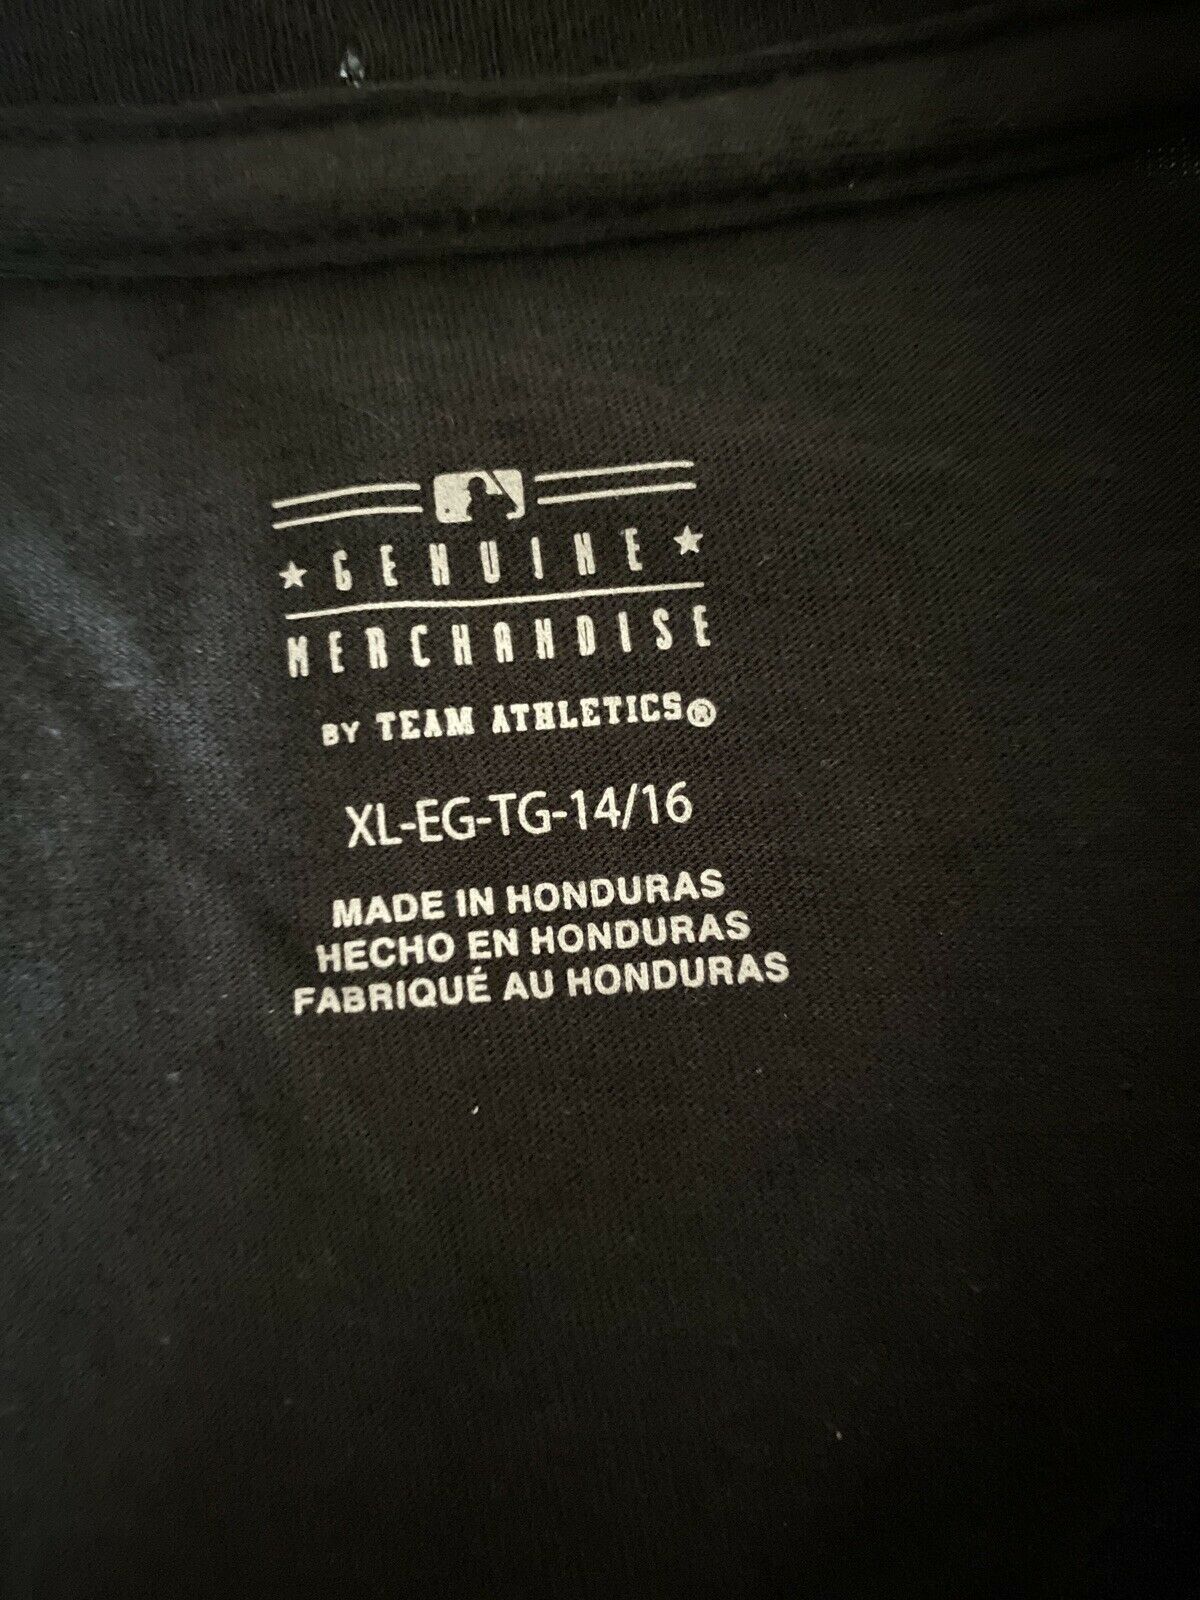 ★ GENUINE ★
MERCHANDISE
BY TEAM ATHLETICS®
XL-EG-TG-14/16
MADE IN HONDURAS
HECHO EN HONDURAS
FABRIQUÉ AU HONDURAS